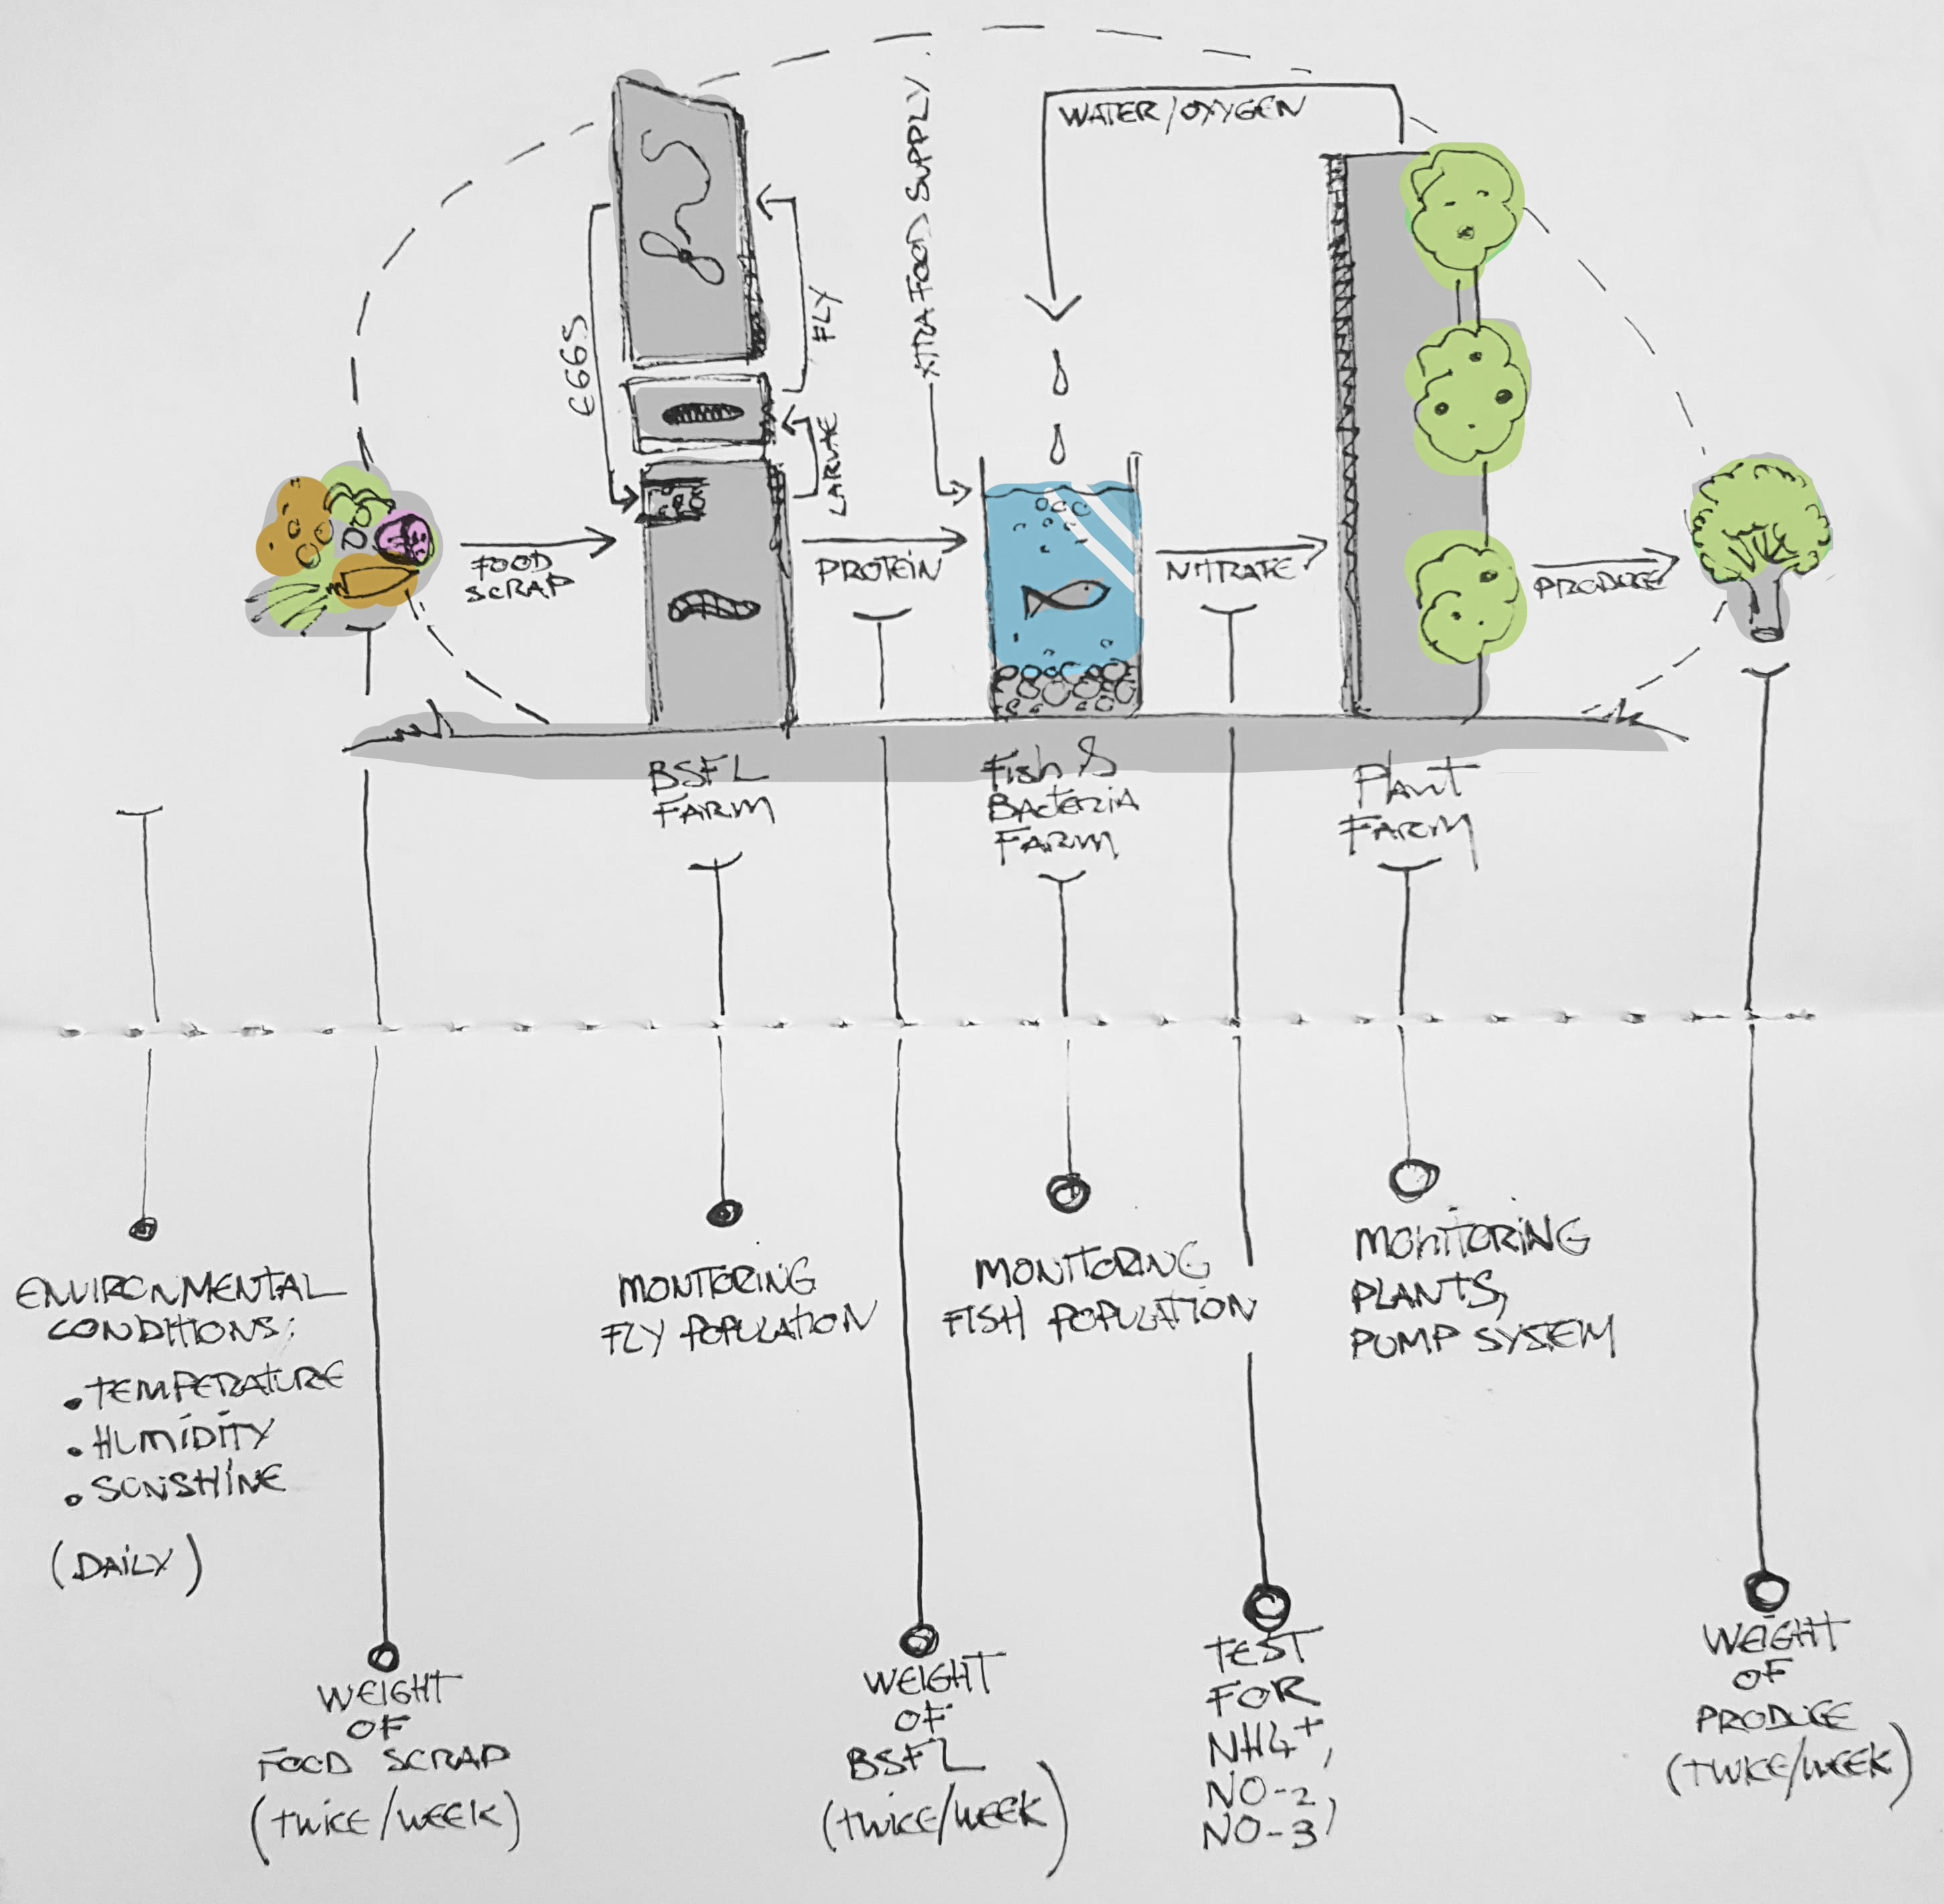 WATER/OXYGEN
XTRA FOOD SUPPLY
EGGS
FLY
LARVAE
FOOD
SCRAP
PROTEIN
NITRATE
PRODUCE
BSFL
FARM
Fish &
BACTERIA
FARM
Plant
FARM
ENVIRONMENTAL
CONDITIONS:
• TEMPERATURE
• HUMIDITY
• SUNSHINE
(DAILY)
MONITORING
FLY POPULATION
MONITORING
FISH POPULATION
MONITORING
PLANTS,
PUMP SYSTEM
WEIGHT
OF
FOOD SCRAP
(TWICE/WEEK)
WEIGHT
OF
BSFL
(TWICE/WEEK)
TEST
FOR
NH4+,
NO-2,
NO-3,
WEIGHT
OF
PRODUCE
(TWICE/WEEK)